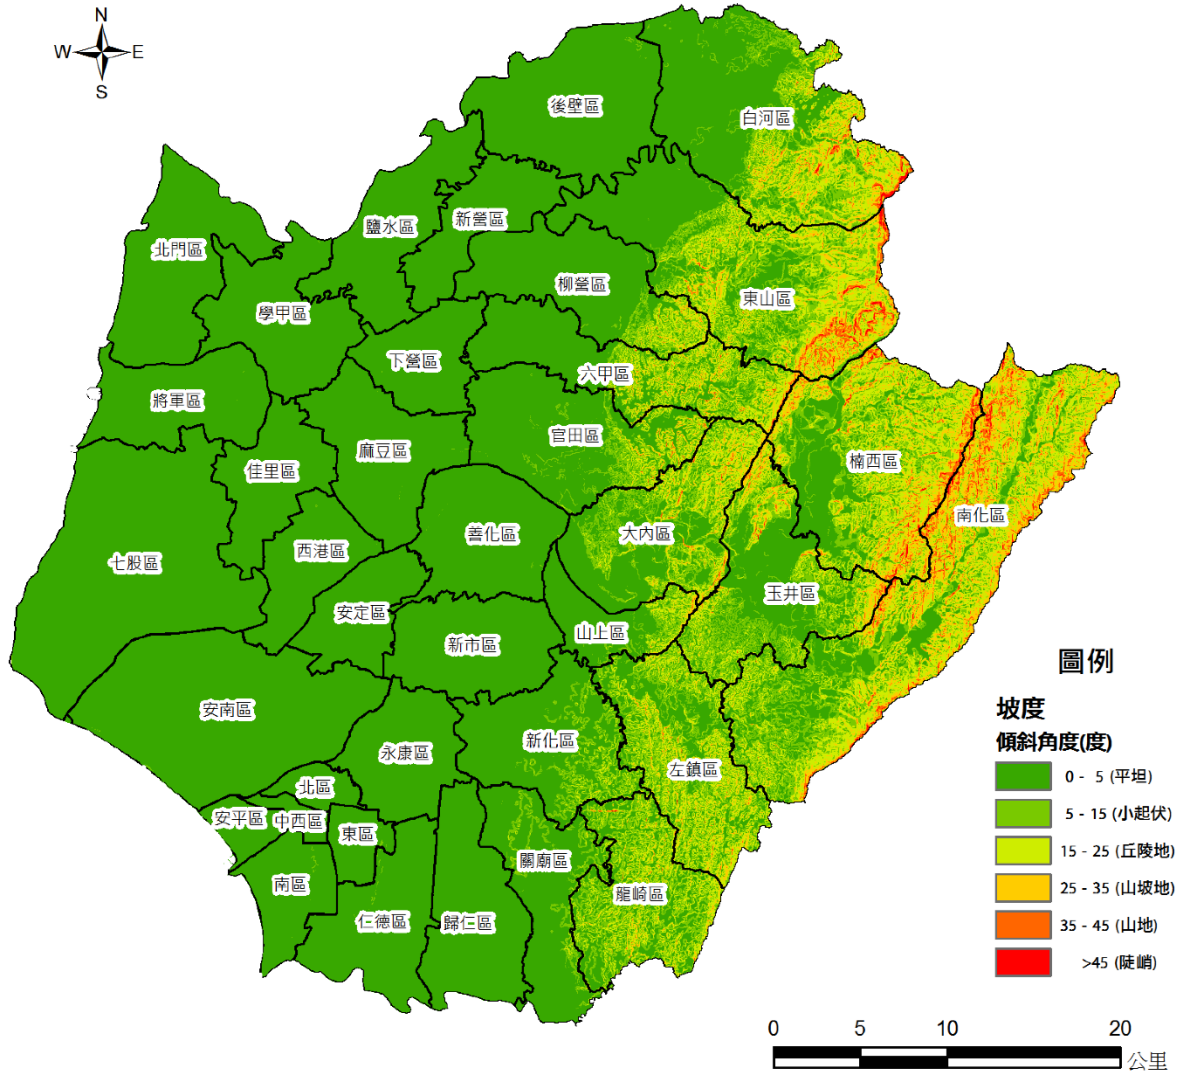 N
W E
S
後壁區
白河區
鹽水區
新營區
北門區
柳營區
東山區
學甲區
下營區
六甲區
將軍區
官田區
麻豆區
楠西區
佳里區
南化區
大內區
善化區
西港區
七股區
玉井區
安定區
山上區
新市區
安南區
新化區
永康區
左鎮區
北區
安平區
中西區
東區
關廟區
南區
龍崎區
仁德區
歸仁區
圖例
坡度
傾斜角度(度)
0 - 5 (平坦)
5 - 15 (小起伏)
15 - 25 (丘陵地)
25 - 35 (山坡地)
35 - 45 (山地)
>45 (陡峭)
0 5 10 20
公里